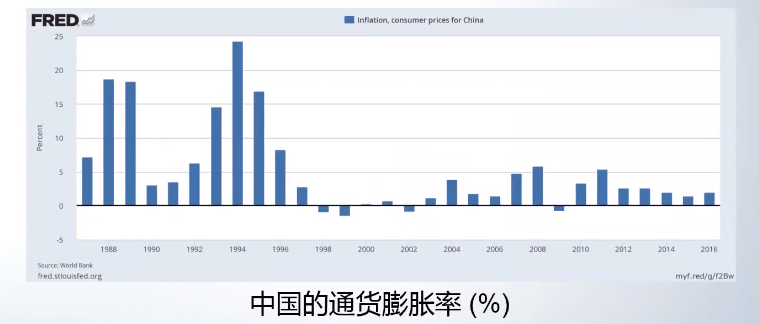 FRED
Inflation, consumer prices for China
Percent
25
20
15
10
5
0
-5
1988 1990 1992 1994 1996 1998 2000 2002 2004 2006 2008 2010 2012 2014 2016
Source: World Bank
fred.stlouisfed.org
myf.red/g/f2Bw
中国的通货膨胀率 (%)